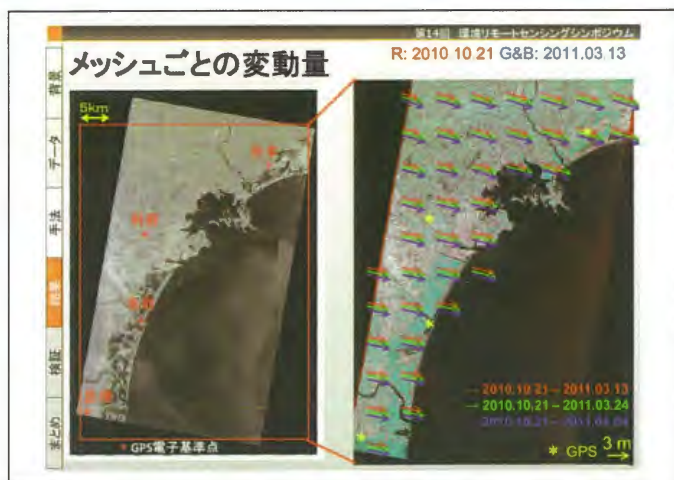 第14回 環境リモートセンシングシンポジウム
メッシュごとの変動量
R: 2010 10.21 G&B: 2011.03.13
背景
データ
手法
結果
検証
まとめ
5km
* GPS電子基準点
2010.10.21 – 2011.03.13
2010.10.21 – 2011.03.24
* GPS 3 m